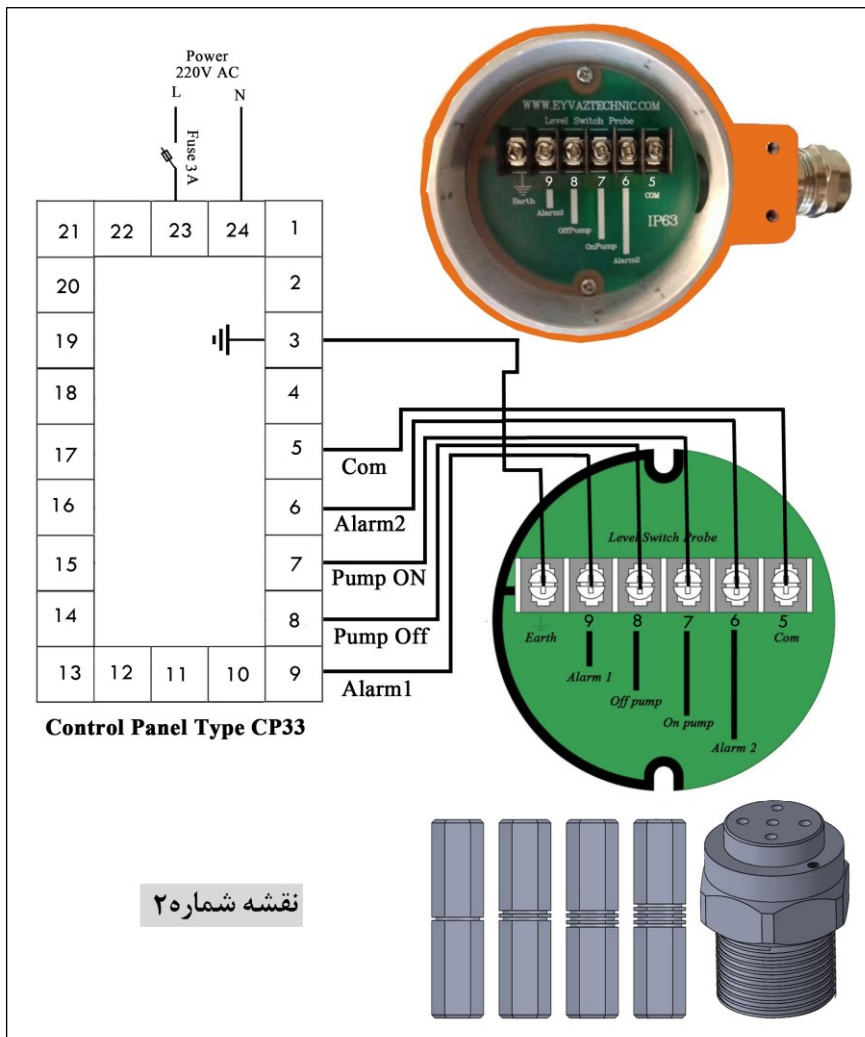 Power
220V AC
L N
Fuse 3 A
WWW.EYVAZTECHNIC.COM
Level Switch Probe
9 8 7 6 5
Earth
COM
Alarm1
OffPump
OnPump
Alarm2
IP63
21 22 23 24 1
20 2
19 3
18 4
17 5
16 6
15 7
14 8
13 12 11 10 9
Com
Alarm2
Pump ON
Pump Off
Alarm1
Control Panel Type CP33
Level Switch Probe
9 8 7 6 5
Earth
Com
Alarm 1
Off pump
On pump
Alarm 2
نقشه شماره۲